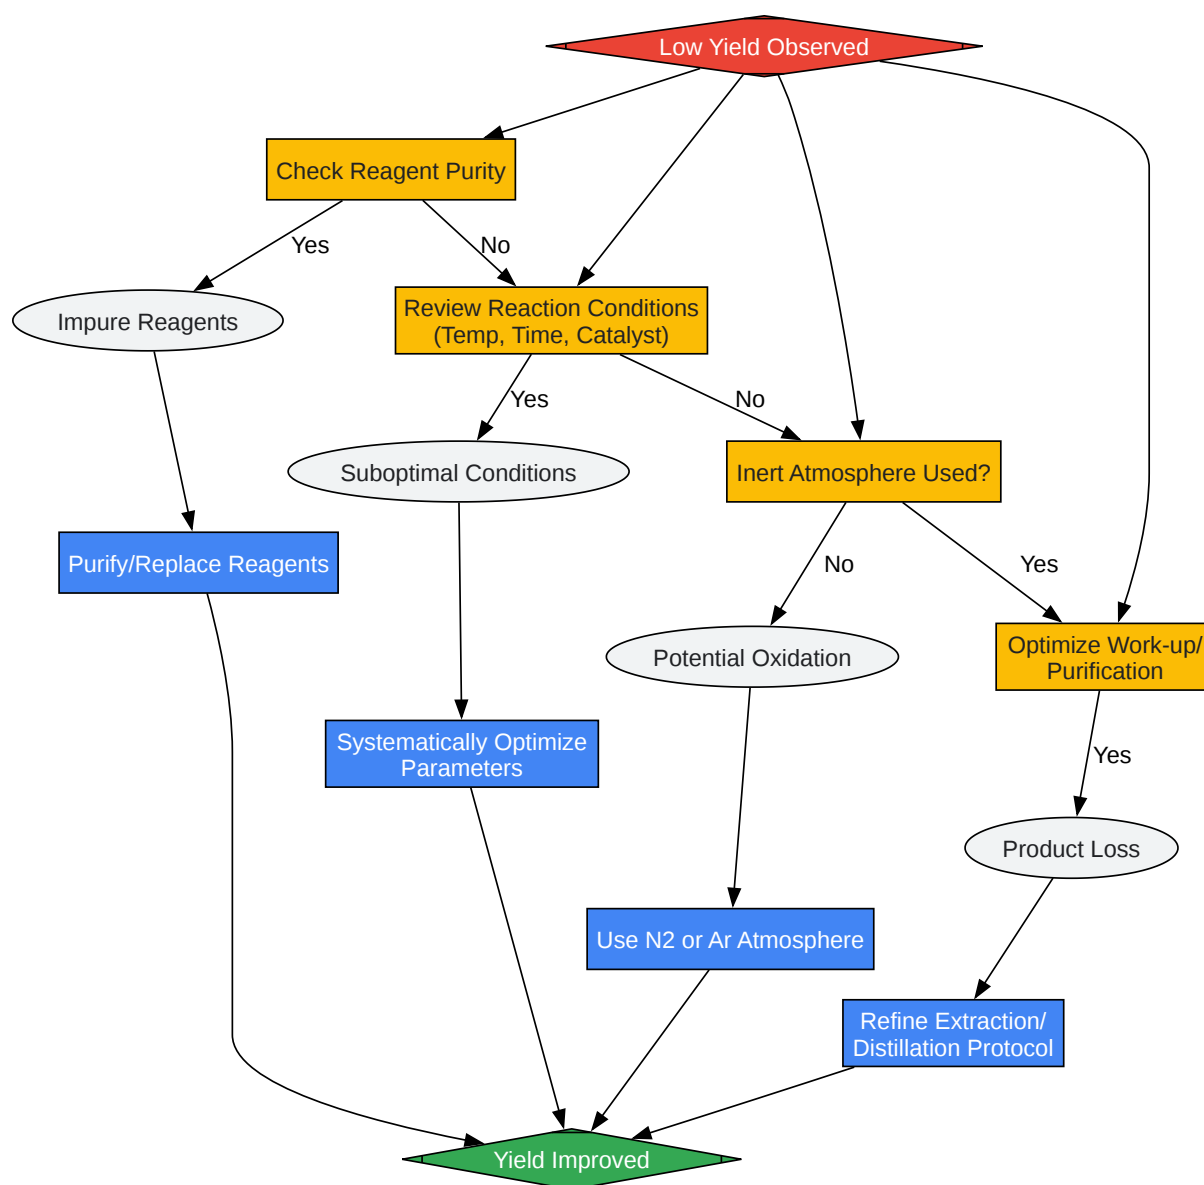 Low Yield Observed
Check Reagent Purity
Yes
No
Impure Reagents
Review Reaction Conditions
(Temp, Time, Catalyst)
Yes
No
Suboptimal Conditions
Inert Atmosphere Used?
Purify/Replace Reagents
No
Yes
Potential Oxidation
Optimize Work-up/
Purification
Systematically Optimize
Parameters
Yes
Product Loss
Use N2 or Ar Atmosphere
Refine Extraction/
Distillation Protocol
Yield Improved